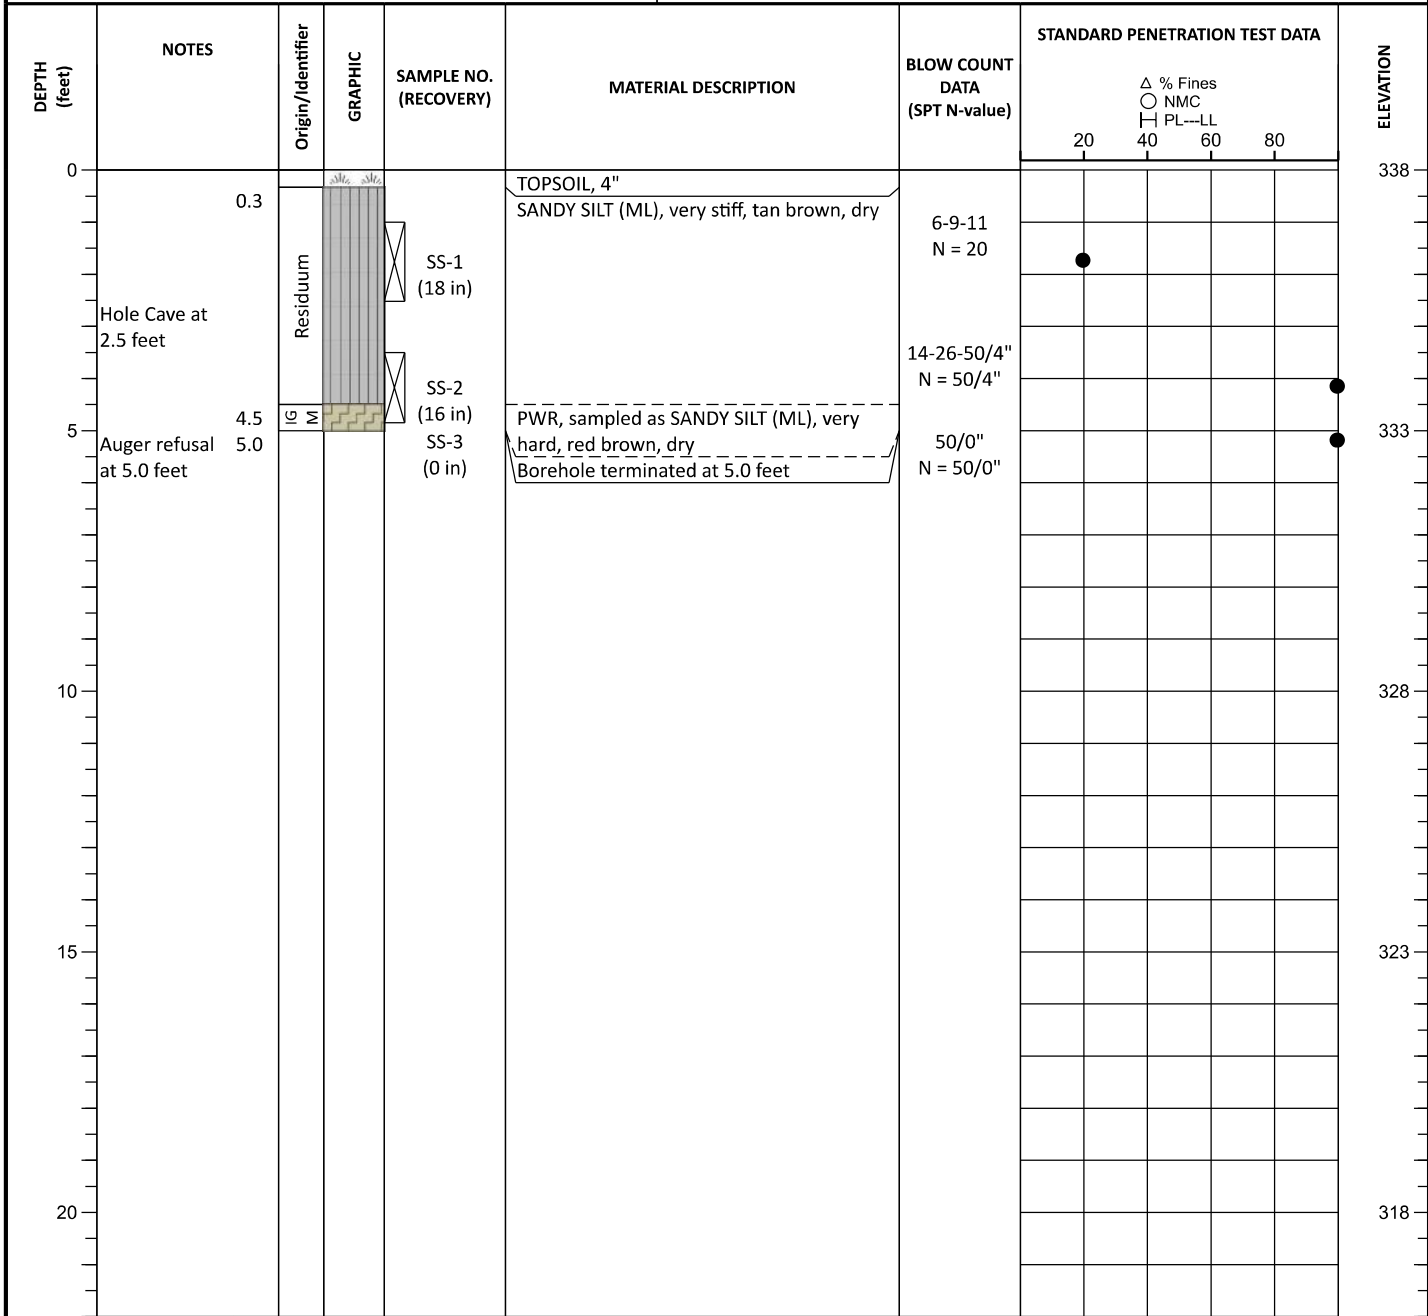 DEPTH
(feet)
NOTES
Origin/Identifier
GRAPHIC
SAMPLE NO.
(RECOVERY)
MATERIAL DESCRIPTION
BLOW COUNT
DATA
(SPT N-value)
STANDARD PENETRATION TEST DATA
% Fines
NMC
PL---LL
20 40 60 80
ELEVATION
0
338
TOPSOIL, 4"
0.3
SANDY SILT (ML), very stiff, tan brown, dry
6-9-11
N = 20
Residuum
SS-1
(18 in)
Hole Cave at
2.5 feet
14-26-50/4"
N = 50/4"
SS-2
(16 in)
4.5
IG
M
PWR, sampled as SANDY SILT (ML), very
hard, red brown, dry
5
333
Auger refusal 5.0
at 5.0 feet
SS-3
(0 in)
50/0"
N = 50/0"
Borehole terminated at 5.0 feet
10
328
15
323
20
318